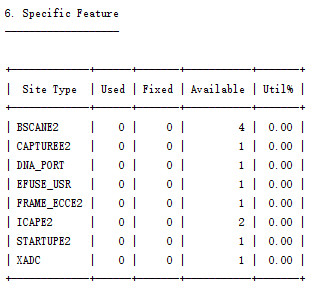 6. Specific Feature
-------------------
+-------------+------+-------+-----------+-------+
| Site Type | Used | Fixed | Available | Util% |
+-------------+------+-------+-----------+-------+
| BSCANE2 | 0 | 0 | 4 | 0.00 |
| CAPTUREE2 | 0 | 0 | 1 | 0.00 |
| DNA_PORT | 0 | 0 | 1 | 0.00 |
| EFUSE_USR | 0 | 0 | 1 | 0.00 |
| FRAME_ECCE2 | 0 | 0 | 1 | 0.00 |
| ICAPE2 | 0 | 0 | 2 | 0.00 |
| STARTUPE2 | 0 | 0 | 1 | 0.00 |
| XADC | 0 | 0 | 1 | 0.00 |
+-------------+------+-------+-----------+-------+